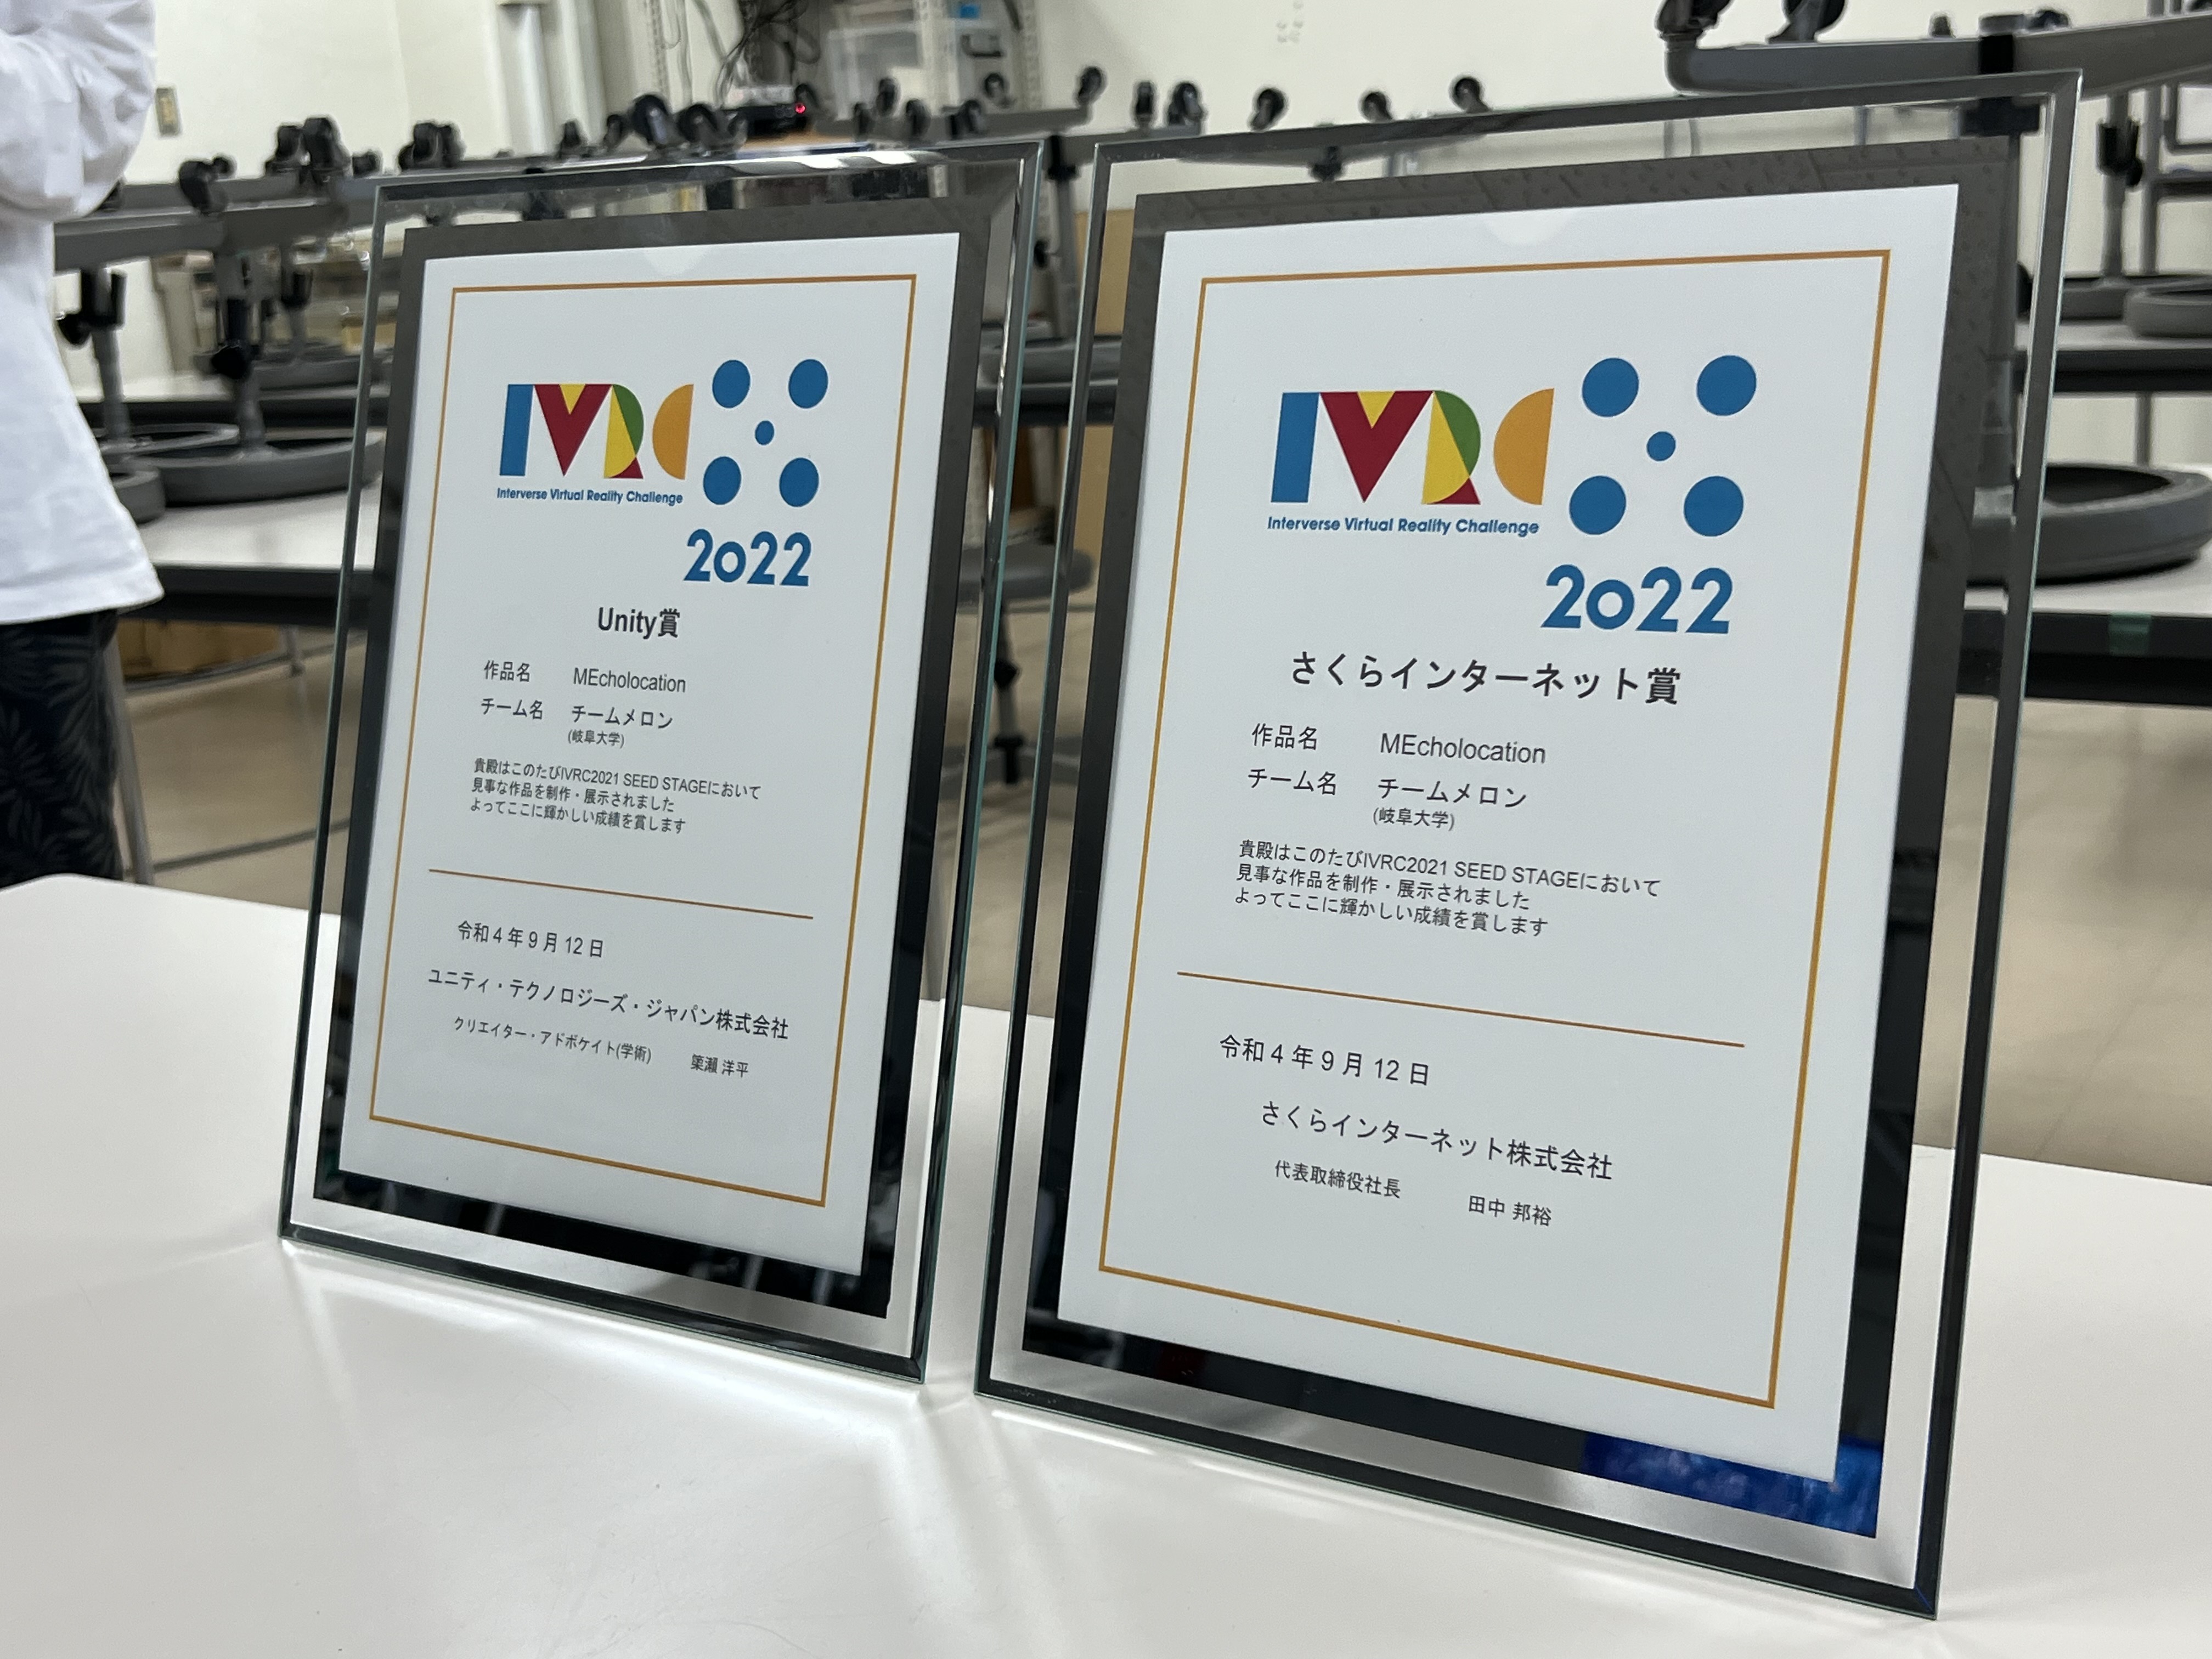 IVRC
Interverse Virtual Reality Challenge
2022
Unity賞
作品名 MEcholocation
チーム名 チームメロン
(岐阜大学)
貴殿はこのたびIVRC2021 SEED STAGEにおいて
見事な作品を制作・展示されました
よってここに輝かしい成績を賞します
令和4年9月12日
ユニティ・テクノロジーズ・ジャパン株式会社
クリエイター・アドボケイト(学術) 簗瀬 洋平
IVRC
Interverse Virtual Reality Challenge
2022
さくらインターネット賞
作品名 MEcholocation
チーム名 チームメロン
(岐阜大学)
貴殿はこのたびIVRC2021 SEED STAGEにおいて
見事な作品を制作・展示されました
よってここに輝かしい成績を賞します
令和4年9月12日
さくらインターネット株式会社
代表取締役社長 田中 邦裕